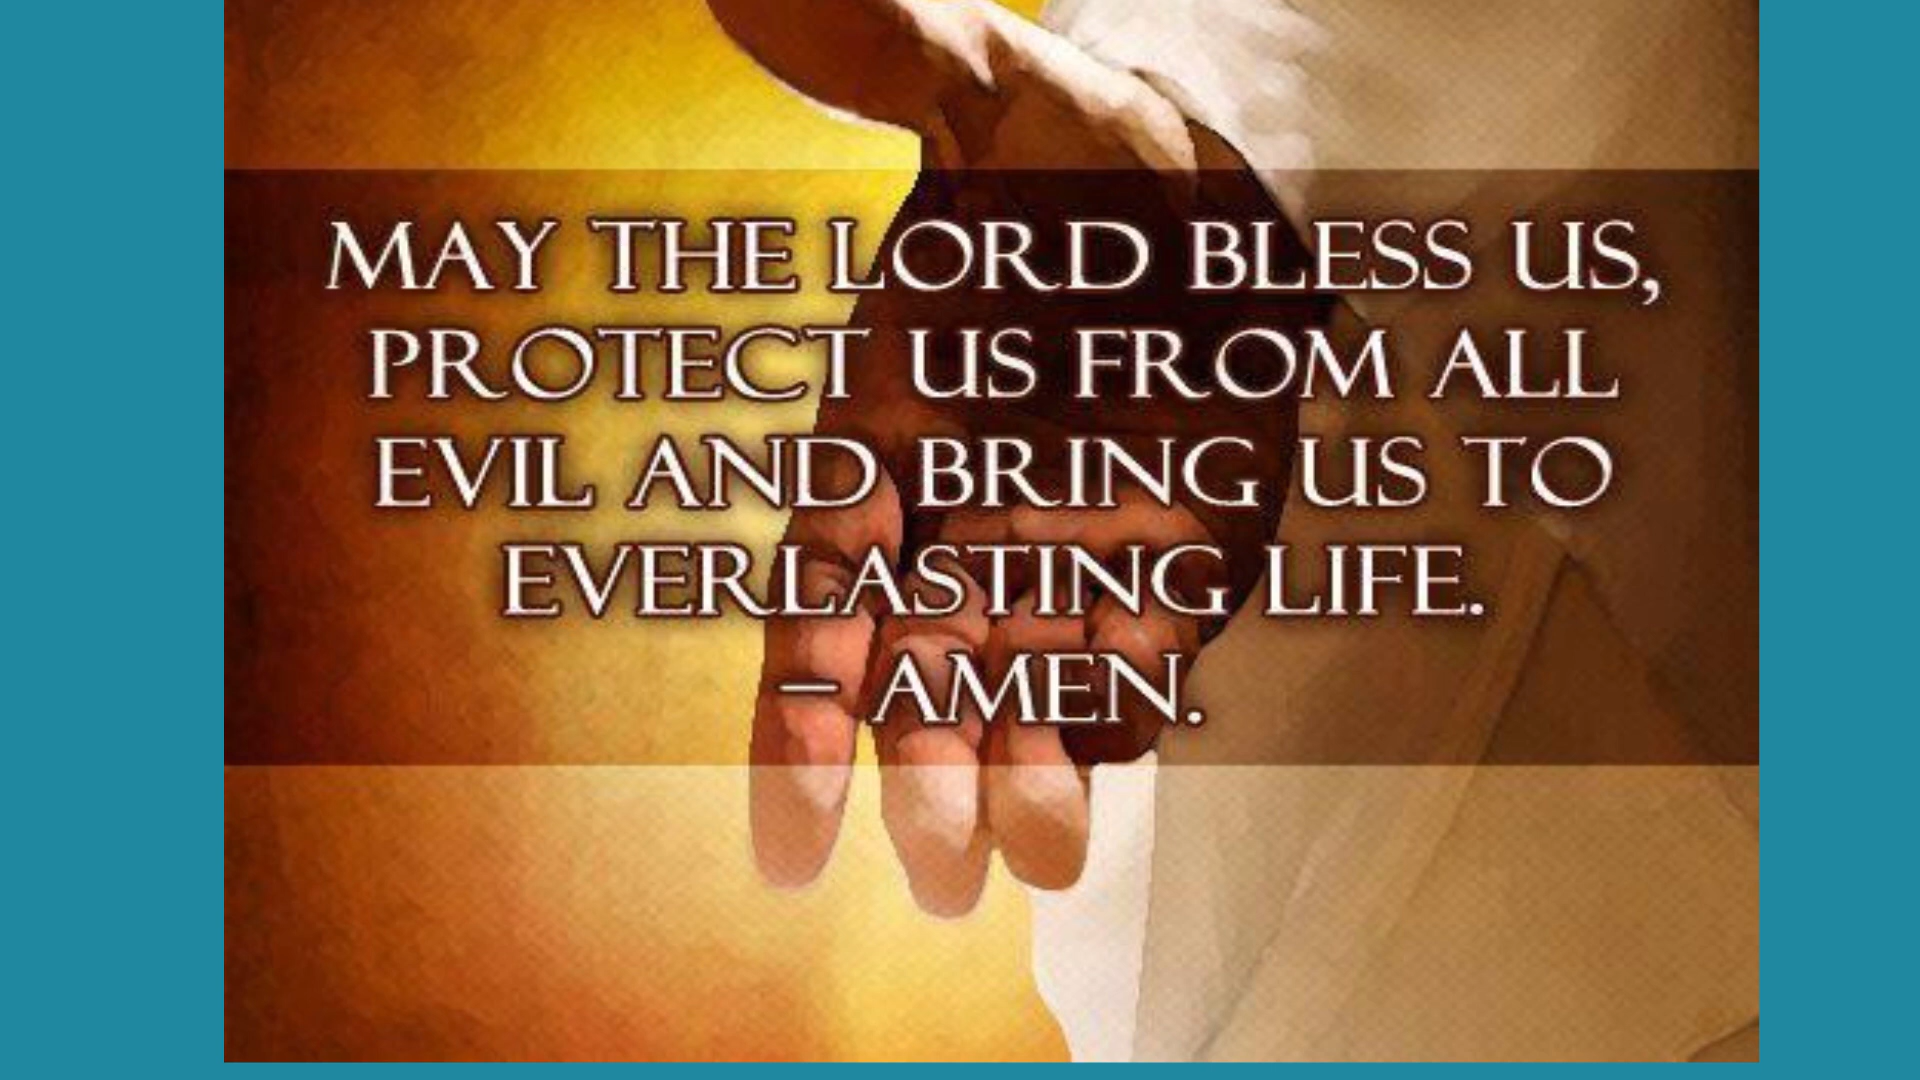 MAY THE LORD BLESS US,
PROTECT US FROM ALL
EVIL AND BRING US TO
EVERLASTING LIFE.
– AMEN.